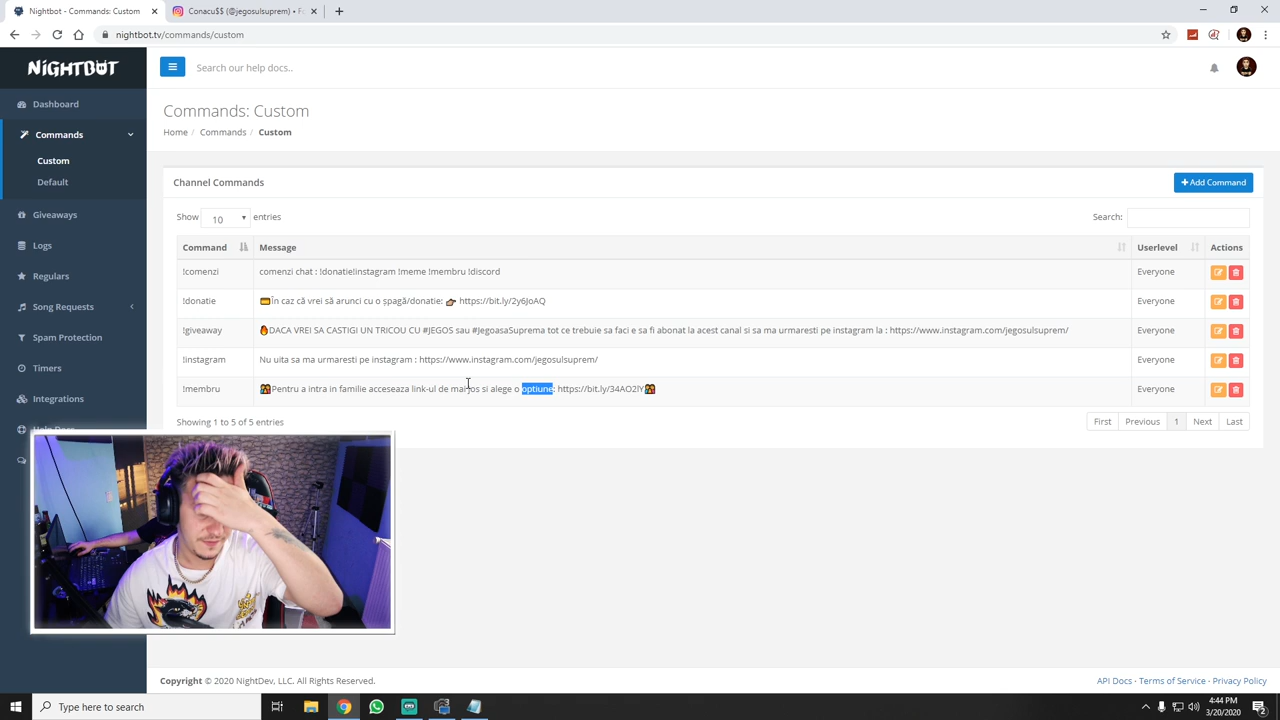 Nightbot - Custom Commands
Conacu$$ (@jegosulsuprem) • Fo
nightbot.tv/commands/custom
NIGHTBOT
Search our help docs..
Dashboard
Commands
Custom
Default
Giveaways
Logs
Regulars
Song Requests
Spam Protection
Timers
Integrations
Commands: Custom
Home / Commands / Custom
Channel Commands
+ Add Command
Show 10 entries
Search:
Command Message Userlevel Actions
!comenzi comenzi chat : !donatie!instagram !meme !membru !discord Everyone
!donatie 💳În caz că vrei să arunci cu o șpagă/donatie: 👉 https://bit.ly/2y6JoAQ Everyone
!giveaway 🔥DACA VREI SA CASTIGI UN TRICOU CU #JEGOS sau #JegoasaSuprema tot ce trebuie sa faci e sa fi abonat la acest canal si sa ma urmaresti pe instagram la : https://www.instagram.com/jegosulsuprem/ Everyone
!instagram Nu uita sa ma urmaresti pe instagram : https://www.instagram.com/jegosulsuprem/ Everyone
!membru 👪Pentru a intra in familie acceseaza link-ul de mai jos si alege o optiune: https://bit.ly/34AO2lY👪 Everyone
Showing 1 to 5 of 5 entries
First Previous 1 Next Last
Copyright © 2020 NightDev, LLC. All Rights Reserved.
API Docs · Terms of Service · Privacy Policy
Type here to search
4:44 PM
3/20/2020
2